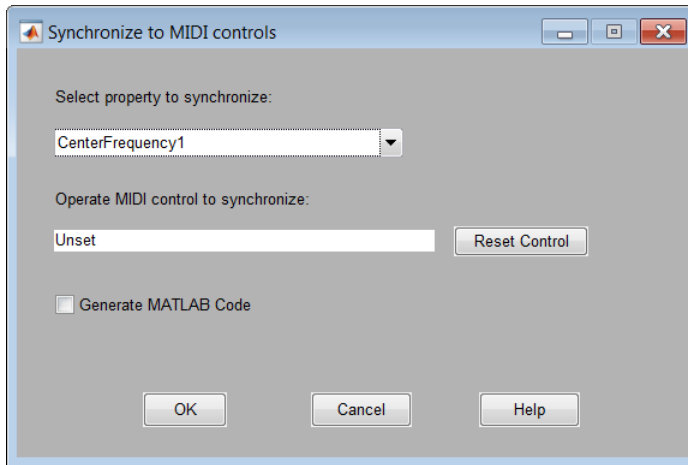 Synchronize to MIDI controls
Select property to synchronize:
CenterFrequency1
Operate MIDI control to synchronize:
Unset
Reset Control
Generate MATLAB Code
OK
Cancel
Help